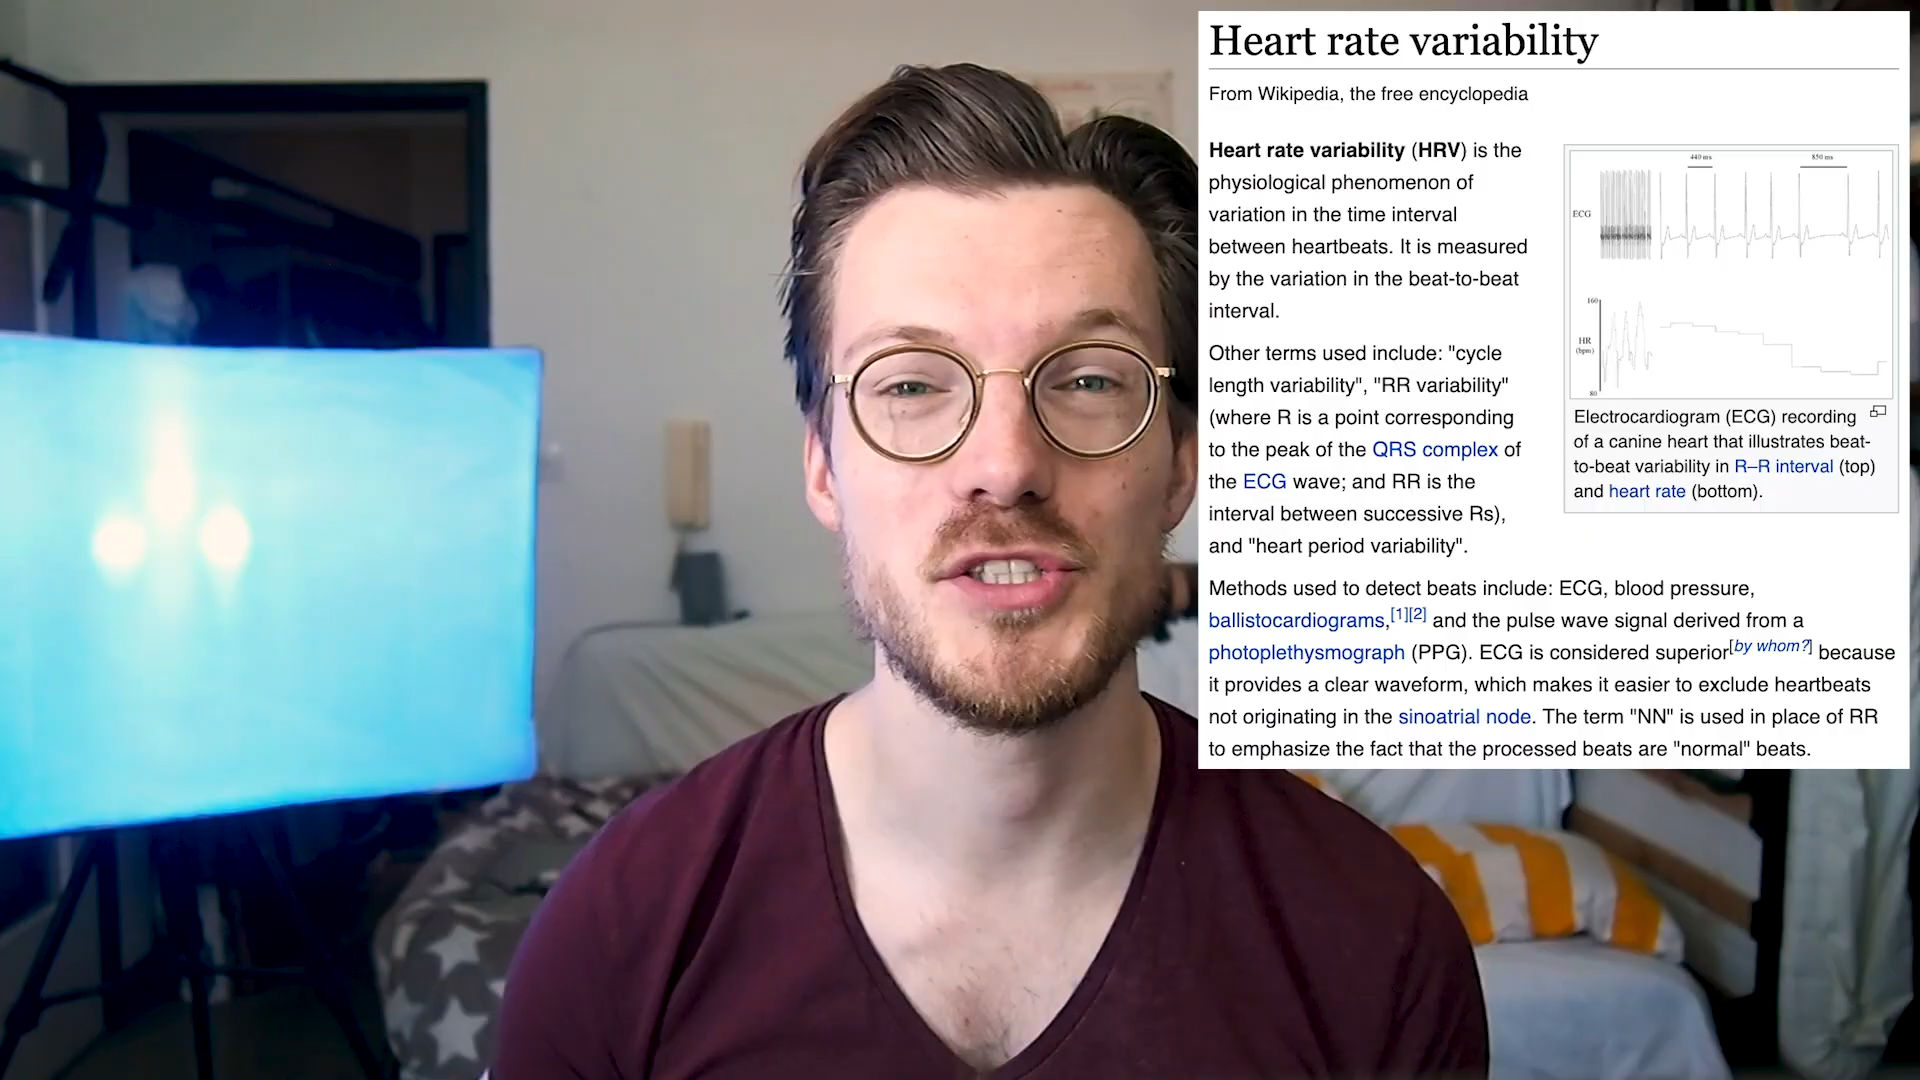 Heart rate variability
From Wikipedia, the free encyclopedia
Heart rate variability (HRV) is the
physiological phenomenon of
variation in the time interval
between heartbeats. It is measured
by the variation in the beat-to-beat
interval.
Other terms used include: "cycle
length variability", "RR variability"
(where R is a point corresponding
to the peak of the QRS complex of
the ECG wave; and RR is the
interval between successive Rs),
and "heart period variability".
440 ms
850 ms
ECG
160
HR
(bpm)
80
Electrocardiogram (ECG) recording
of a canine heart that illustrates beat-
to-beat variability in R–R interval (top)
and heart rate (bottom).
Methods used to detect beats include: ECG, blood pressure,
ballistocardiograms,[1][2] and the pulse wave signal derived from a
photoplethysmograph (PPG). ECG is considered superior[by whom?] because
it provides a clear waveform, which makes it easier to exclude heartbeats
not originating in the sinoatrial node. The term "NN" is used in place of RR
to emphasize the fact that the processed beats are "normal" beats.